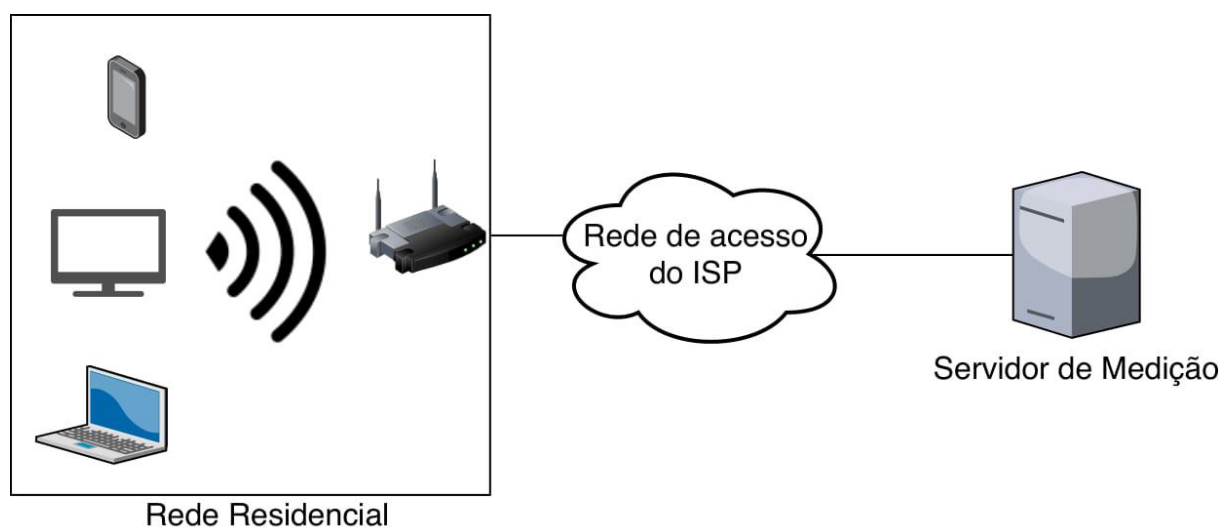 Rede de acesso
do ISP
Servidor de Medição
Rede Residencial